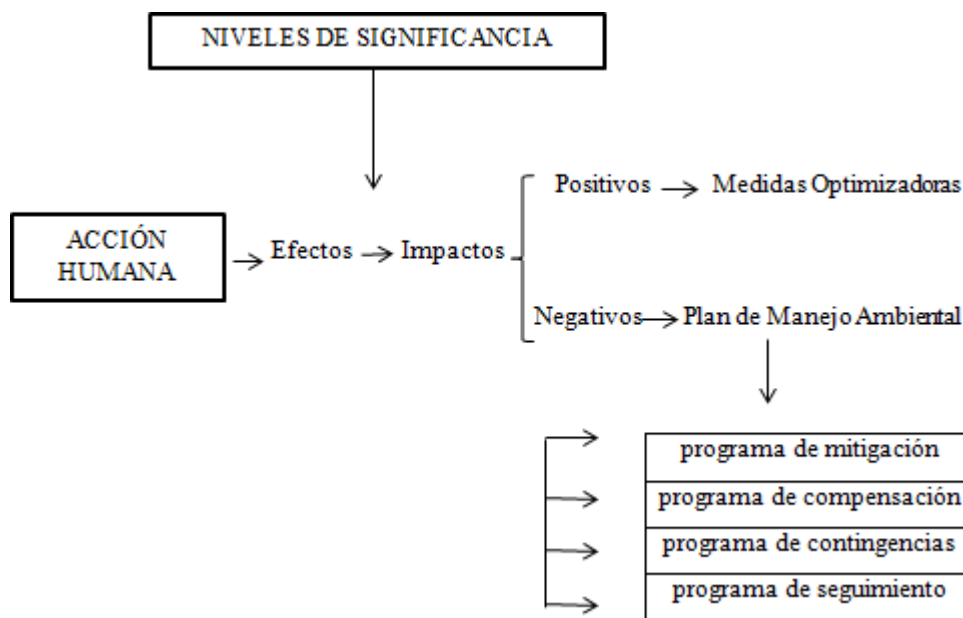 NIVELES DE SIGNIFICANCIA
Positivos
Medidas Optimizadoras
ACCIÓN
HUMANA
Efectos
Impactos
Negativos
Plan de Manejo Ambiental
programa de mitigación
programa de compensación
programa de contingencias
programa de seguimiento